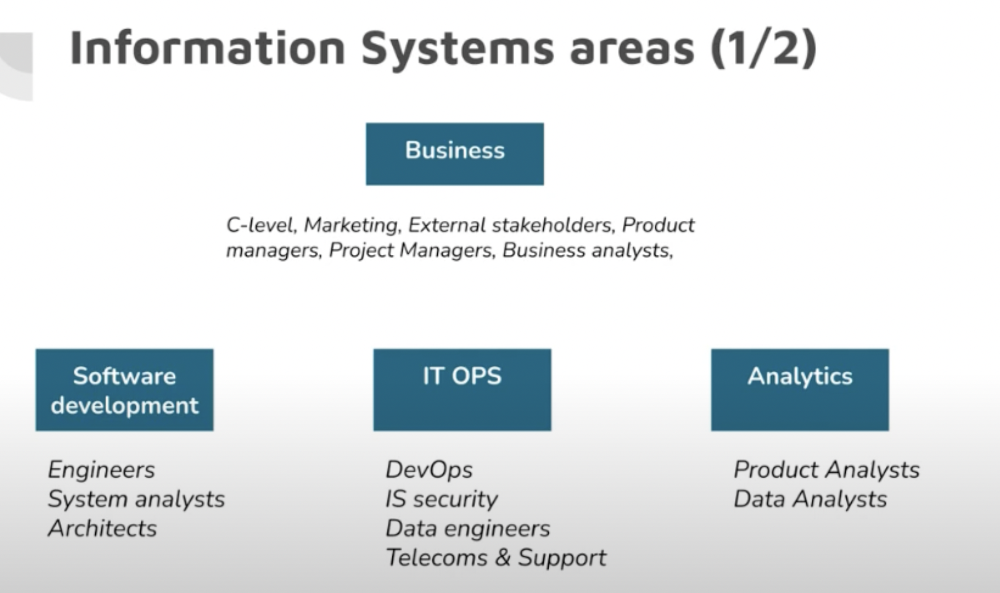 Information Systems areas (1/2)
Business
C-level, Marketing, External stakeholders, Product
managers, Project Managers, Business analysts,
Software
development
Engineers
System analysts
Architects
IT OPS
DevOps
IS security
Data engineers
Telecoms & Support
Analytics
Product Analysts
Data Analysts